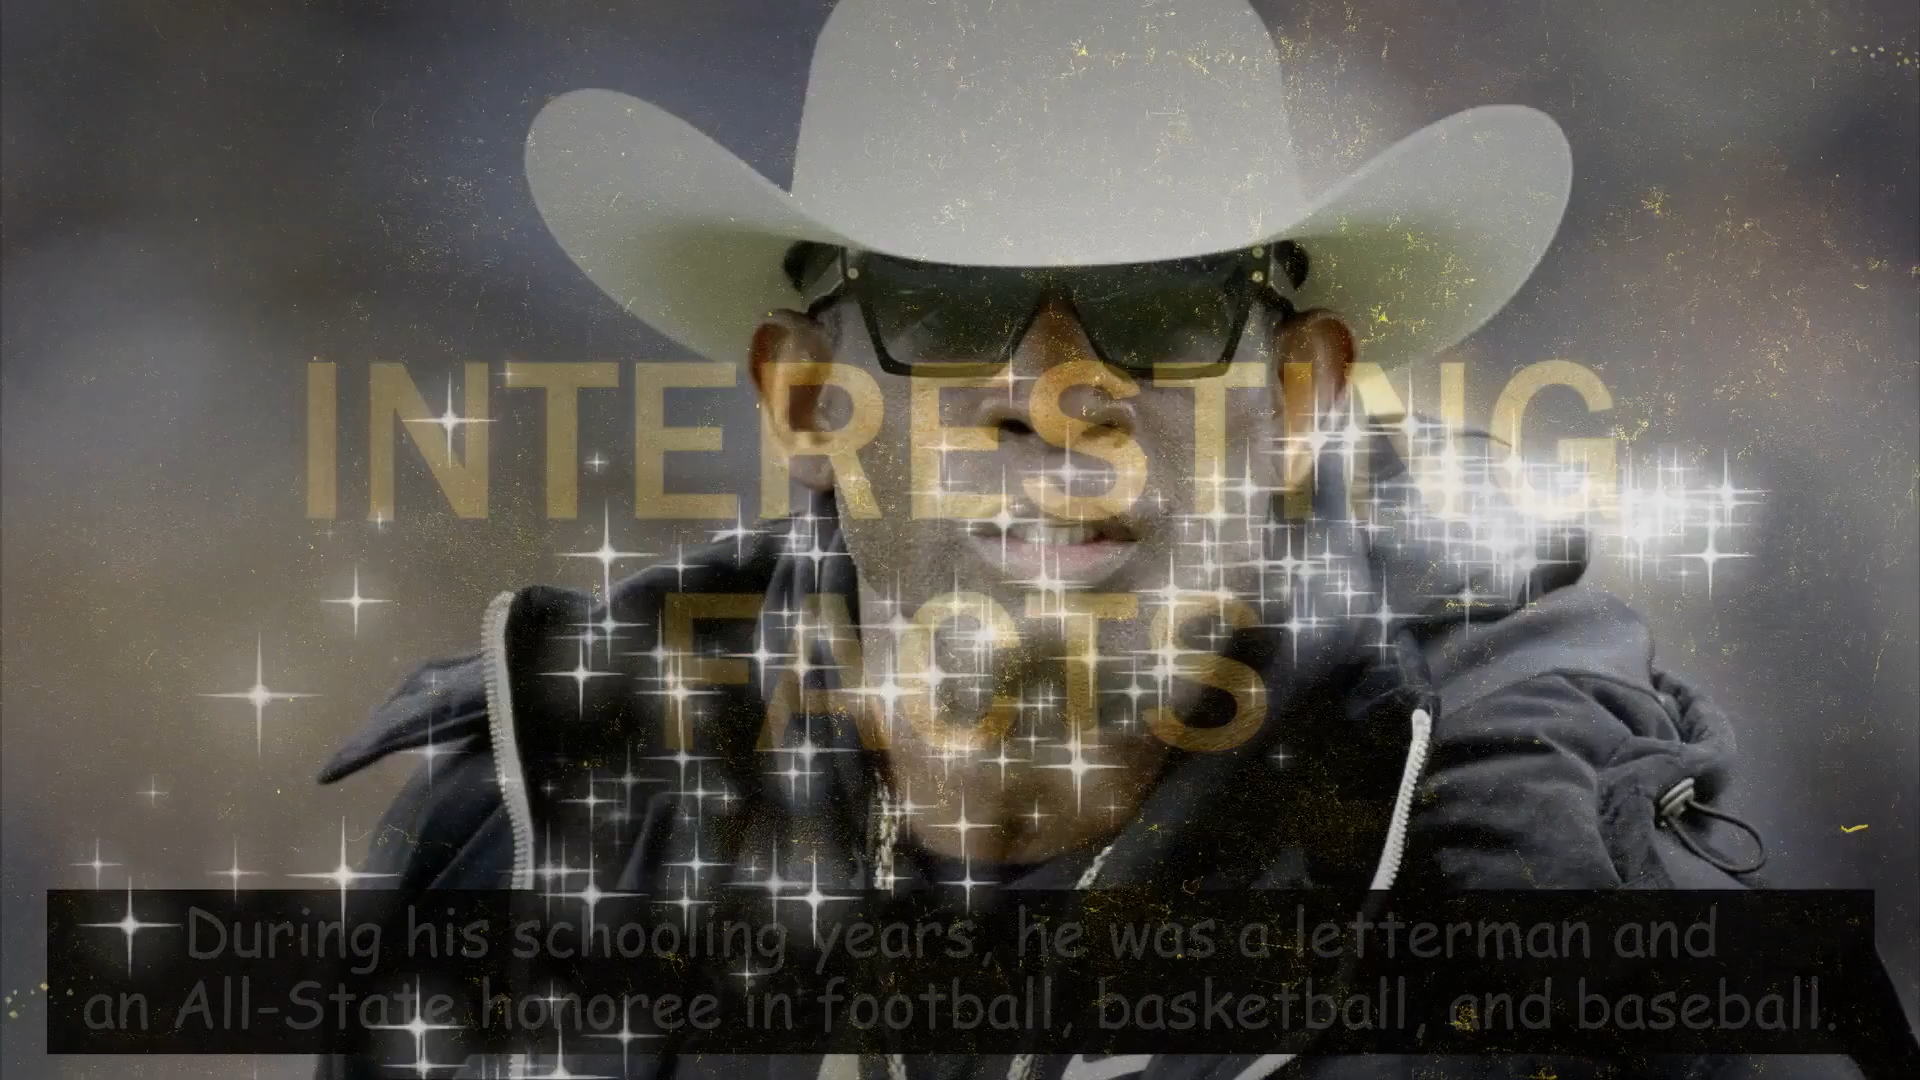 INTERESTING
FACTS
During his schooling years, he was a letterman and
an All-State honoree in football, basketball, and baseball.